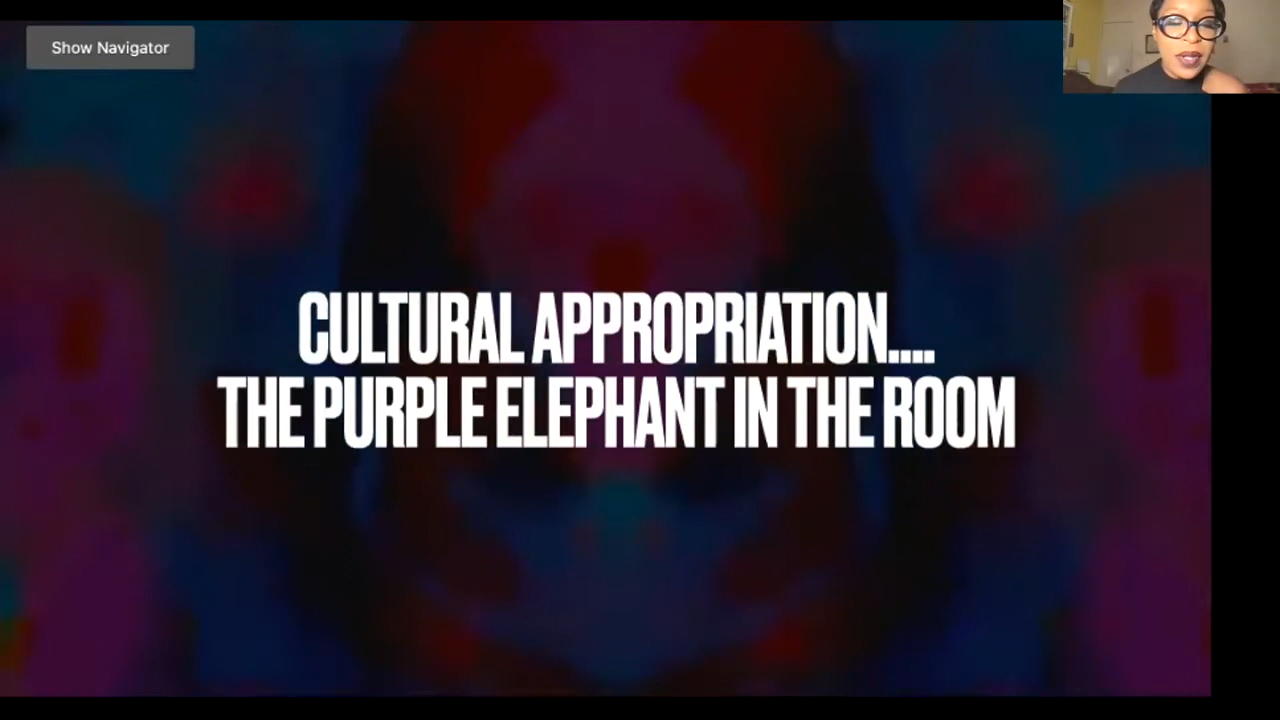 Show Navigator
CULTURAL APPROPRIATION....
THE PURPLE ELEPHANT IN THE ROOM